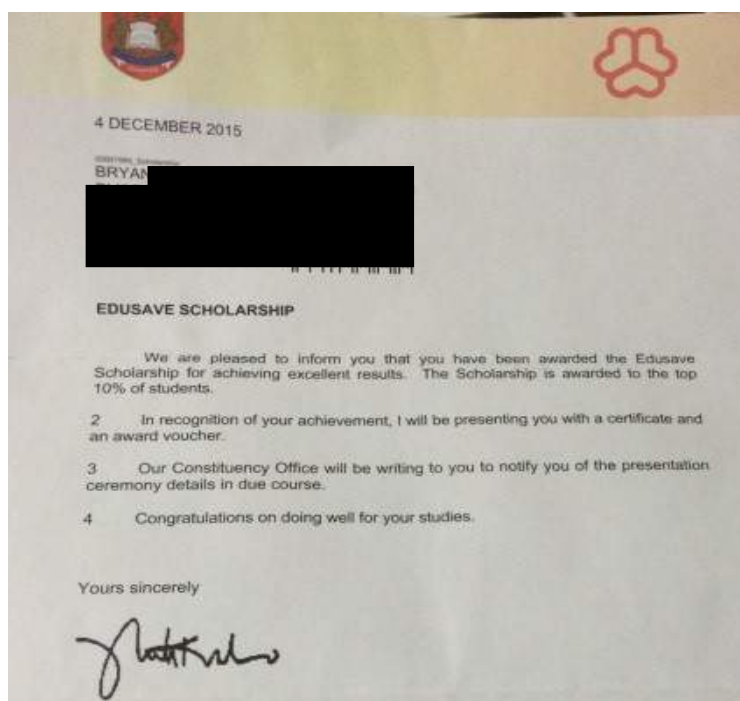 4 DECEMBER 2015
BRYAN
EDUSAVE SCHOLARSHIP
We are pleased to inform you that you have been awarded the Edusave
Scholarship for achieving excellent results. The Scholarship is awarded to the top
10% of students.
2 In recognition of your achievement, I will be presenting you with a certificate and
an award voucher.
3 Our Constituency Office will be writing to you to notify you of the presentation
ceremony details in due course.
4 Congratulations on doing well for your studies.
Yours sincerely